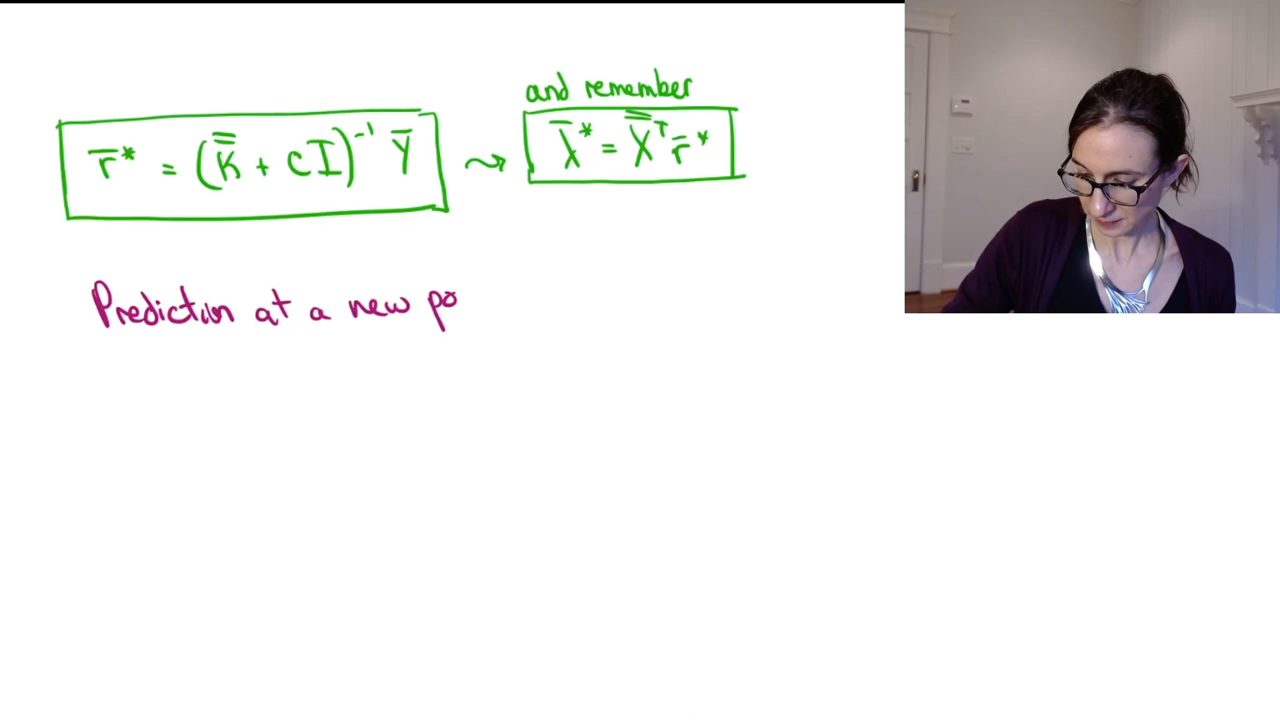 and remember
r̄* = (K̿ + CI)⁻¹ Ȳ ⇝ λ̄* = X̿ᵀ r̄*
Prediction at a new po